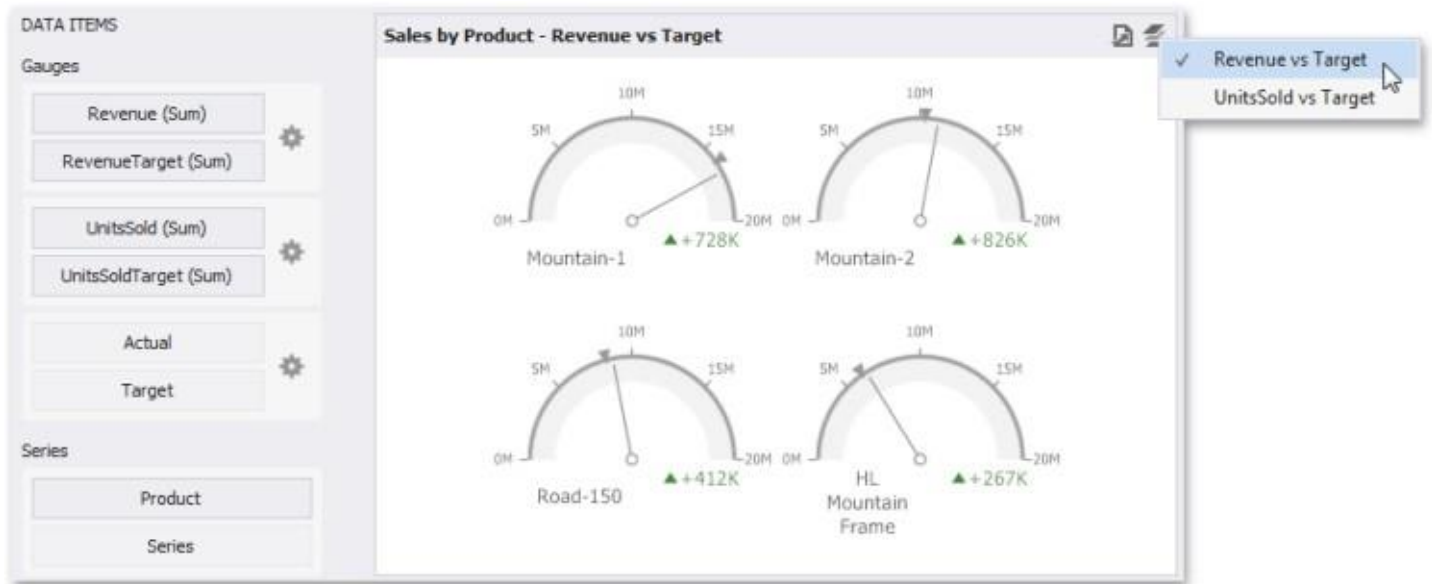 DATA ITEMS
Gauges
Revenue (Sum)
RevenueTarget (Sum)
UnitsSold (Sum)
UnitsSoldTarget (Sum)
Actual
Target
Series
Product
Series
Sales by Product - Revenue vs Target
Revenue vs Target
UnitsSold vs Target
0M 5M 10M 15M 20M
+728K
Mountain-1
0M 5M 10M 15M 20M
+826K
Mountain-2
0M 5M 10M 15M 20M
+412K
Road-150
0M 5M 10M 15M 20M
+267K
HL
Mountain
Frame